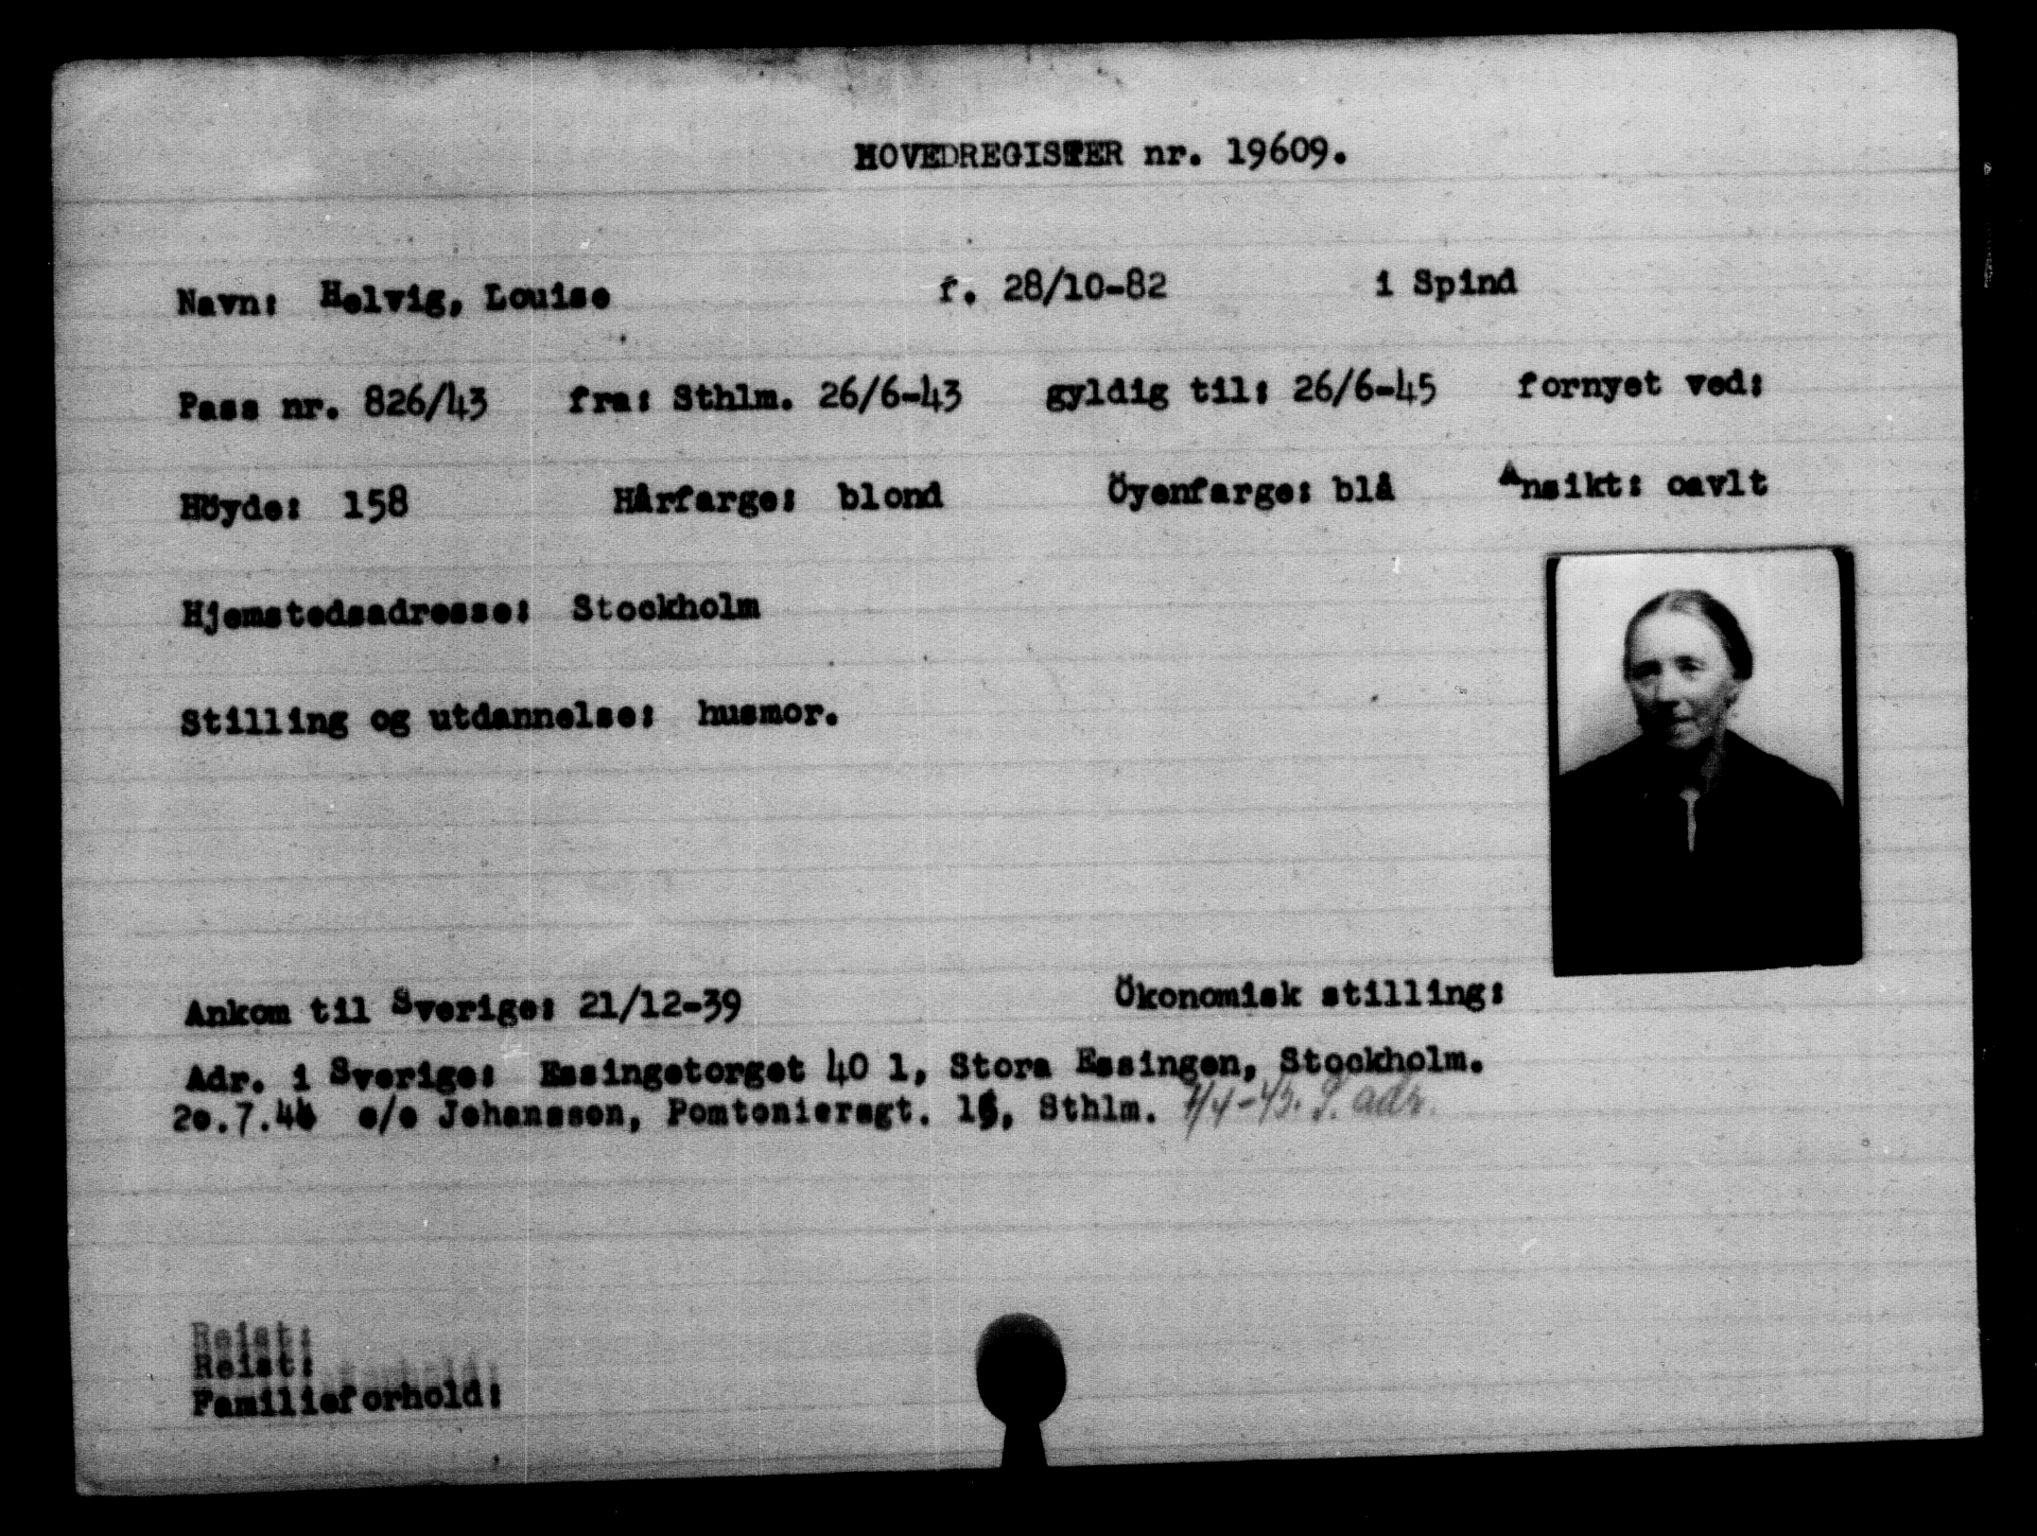 HOVEDREGISTER nr. 19609.
Navn: Helvig, Louise f. 28/10-82 i Spind
Pass nr. 826/43 fra: Sthlm. 26/6-43 gyldig til: 26/6-45 fornyet ved:
Höyde: 158 Hårfarge: blond Öyenfarge: blå Ansikt: oavlt
Hjemstedsadresse: Stockholm
Stilling og utdannelse: husmor.
Ankom til Sverige: 21/12-39 Ökonomisk stilling:
Adr. i Sverige: Essingetorget 40 1, Stora Essingen, Stockholm.
20.7.44 c/o Johansson, Pomtoniersgt. Sthlm. adr.
Reist:
Reist:
Familieforhold: